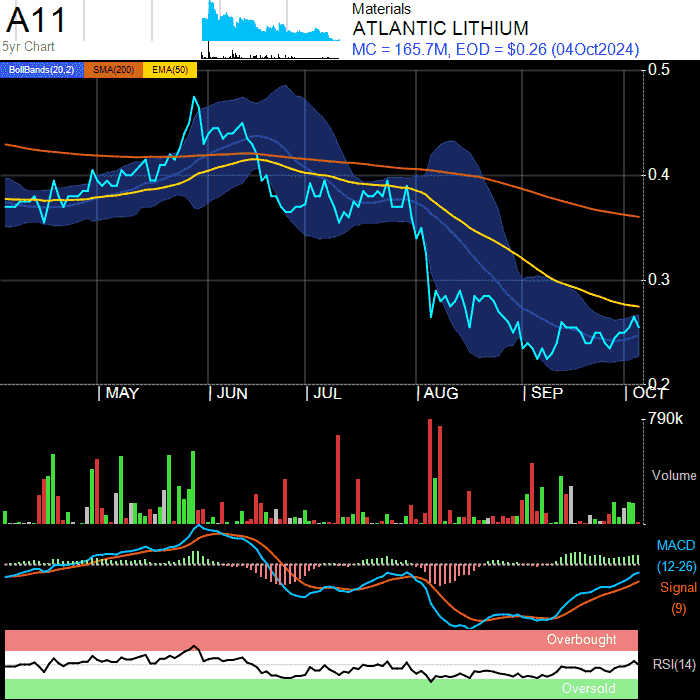 A11
5yr Chart
Materials
ATLANTIC LITHIUM
MC = 165.7M, EOD = $0.26 (04Oct2024)
BollBands(20,2) SMA(200) EMA(50)
0.5
0.4
0.3
0.2
MAY JUN JUL AUG SEP OCT
790k
Volume
MACD
(12-26)
Signal
(9)
Overbought
RSI(14)
Oversold